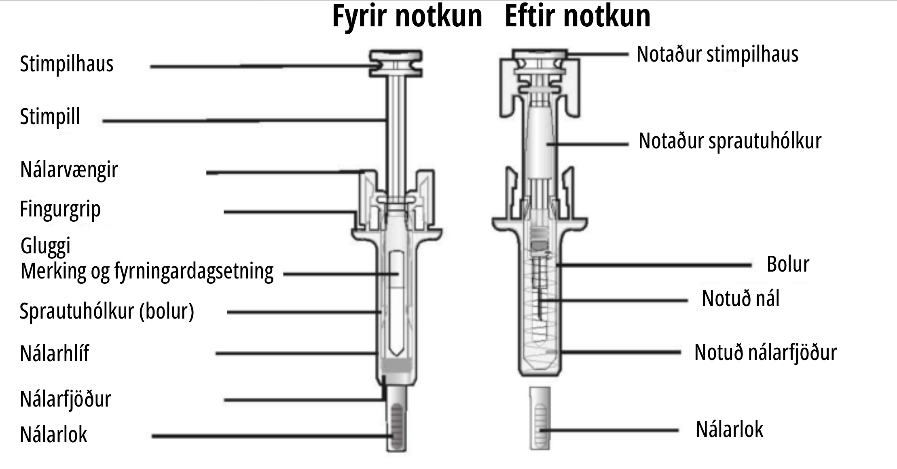 Fyrir notkun
Eftir notkun
Stimpilhaus
Stimpill
Nálarvængir
Fingurgrip
Gluggi
Merking og fyrningardagsetning
Sprautuhólkur (bolur)
Nálarhlíf
Nálarfjöður
Nálarlok
Notaður stimpilhaus
Notaður sprautuhólkur
Bolur
Notuð nál
Notuð nálarfjöður
Nálarlok